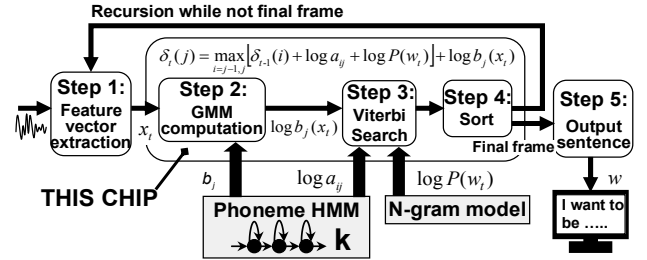 Recursion while not final frame
δt(j) = max i=j-1,j [δt-1(i) + log aij + log P(wt)] + log bj(xt)
Step 1:
Feature
vector
extraction
xt
Step 2:
GMM
computation
log bj(xt)
Step 3:
Viterbi
Search
Step 4:
Sort
Final frame
Step 5:
Output
sentence
THIS CHIP
bj
log aij
log P(wt)
w
Phoneme HMM
k
N-gram model
I want to
be .....